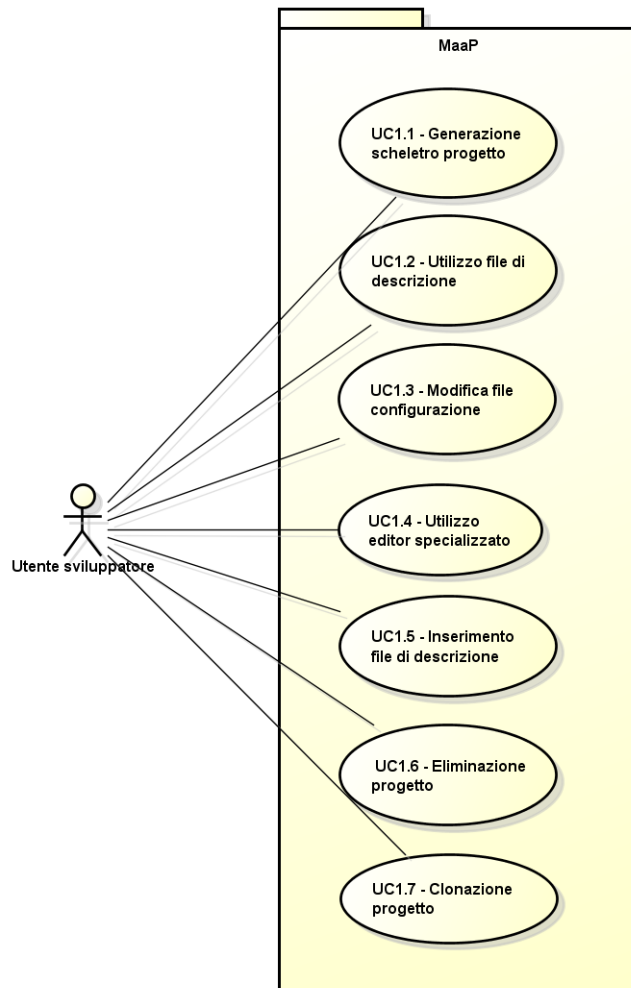 MaaP
UC1.1 - Generazione
scheletro progetto
UC1.2 - Utilizzo file di
descrizione
UC1.3 - Modifica file
configurazione
UC1.4 - Utilizzo
editor specializzato
Utente sviluppatore
UC1.5 - Inserimento
file di descrizione
UC1.6 - Eliminazione
progetto
UC1.7 - Clonazione
progetto